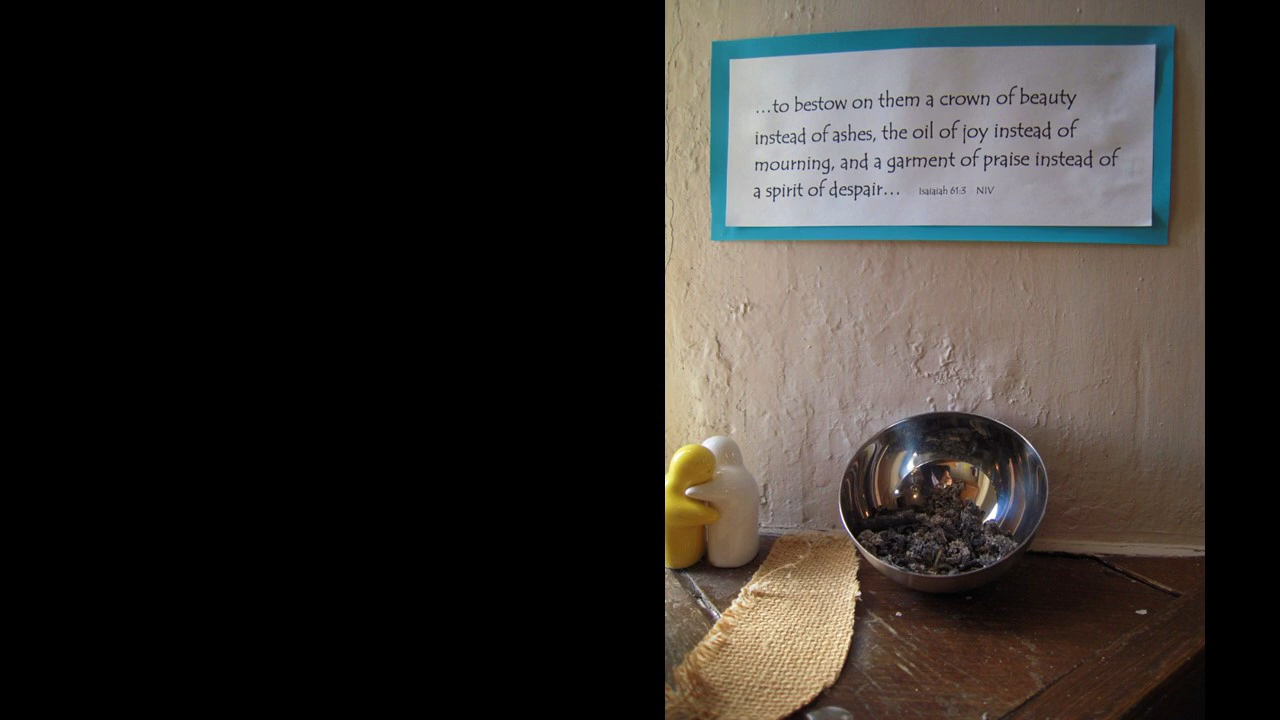 ...to bestow on them a crown of beauty
instead of ashes, the oil of joy instead of
mourning, and a garment of praise instead of
a spirit of despair... Isaiaiah 61:3 NIV